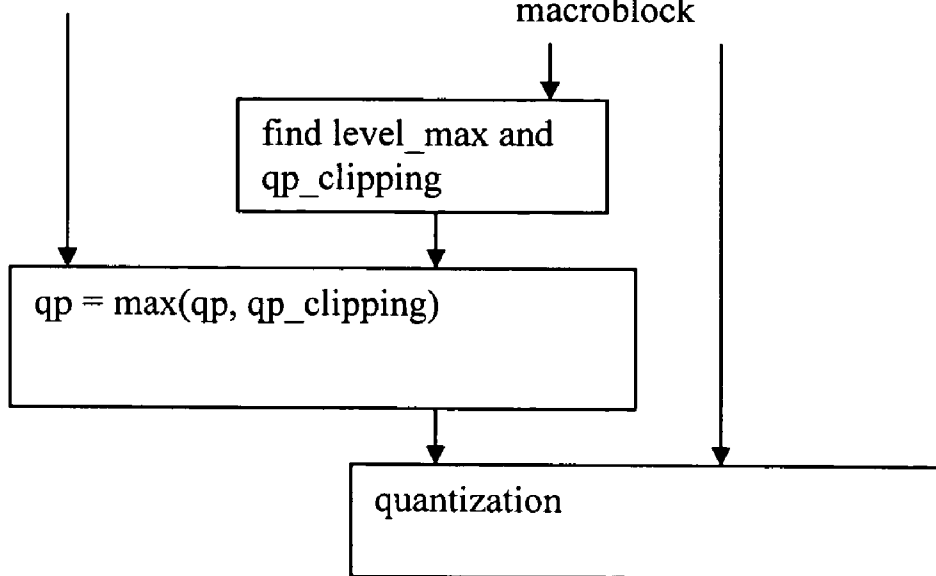 macroblock
find level_max and
qp_clipping
qp = max(qp, qp_clipping)
quantization